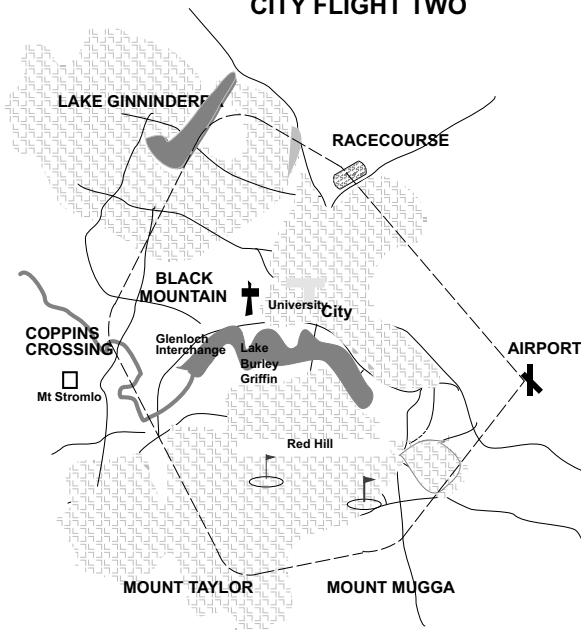 CITY FLIGHT TWO
LAKE GINNINDERRA
RACECOURSE
BLACK
MOUNTAIN
University
City
COPPINS
CROSSING
Glenloch
Interchange
Lake
Burley
Griffin
AIRPORT
Mt Stromlo
Red Hill
MOUNT TAYLOR
MOUNT MUGGA